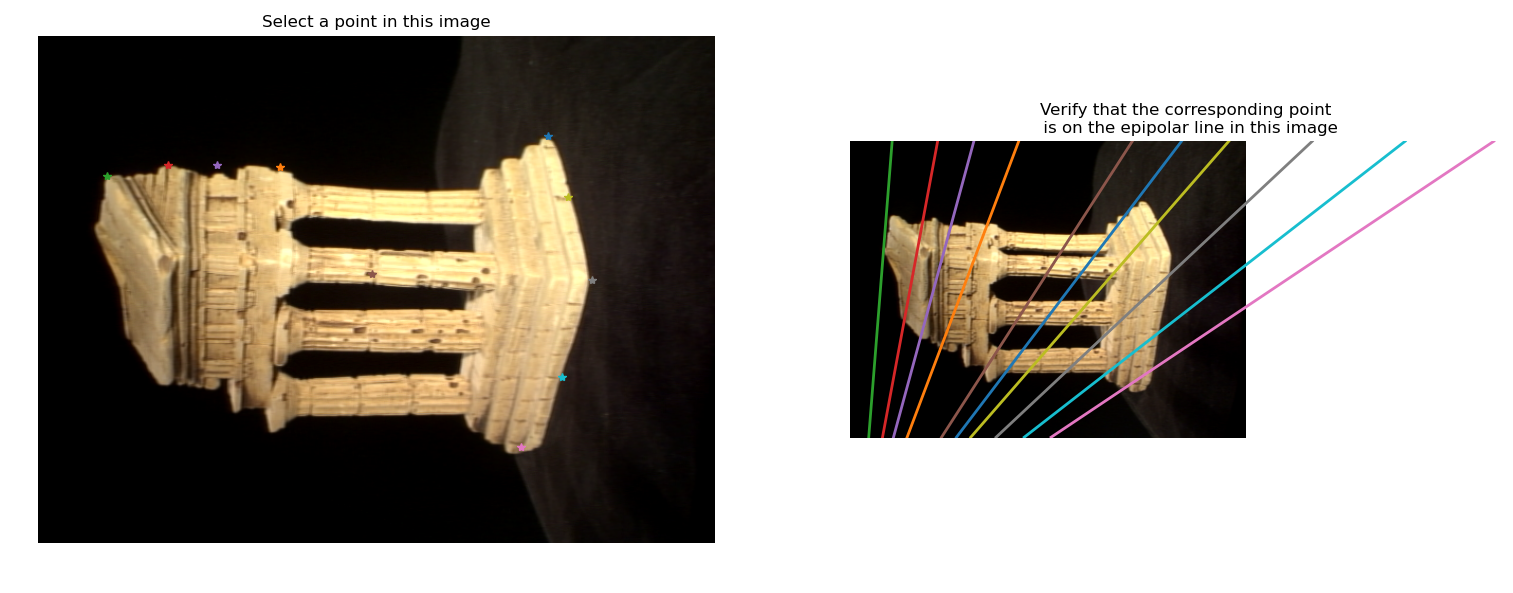 Select a point in this image
Verify that the corresponding point
is on the epipolar line in this image